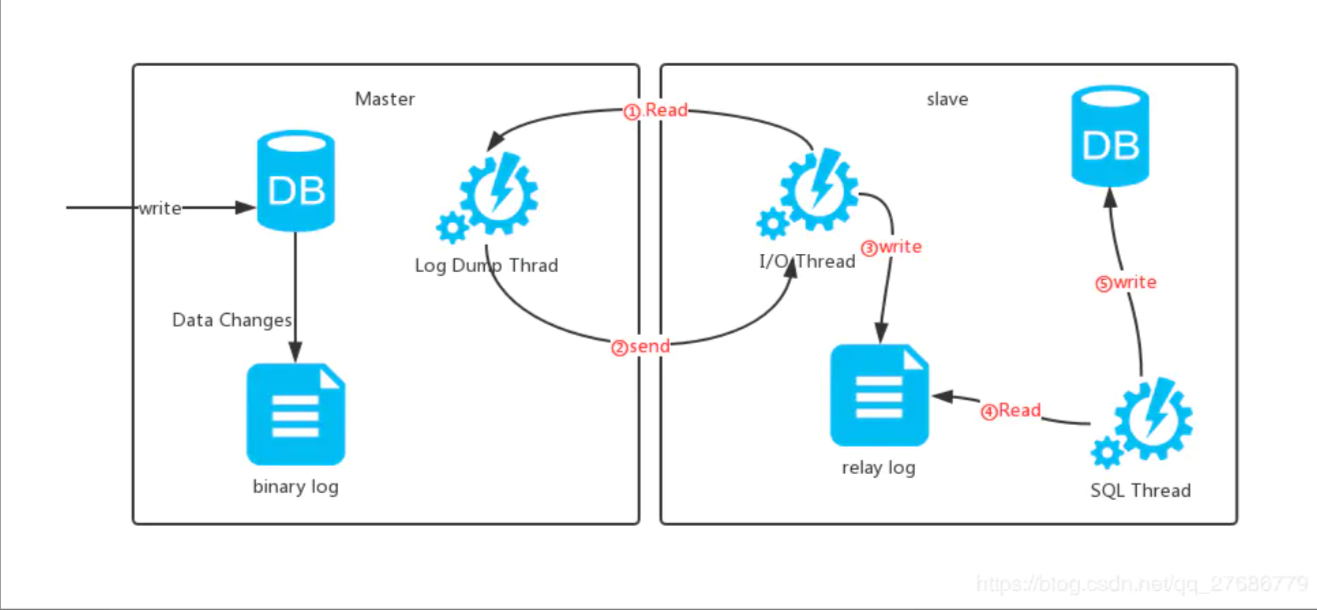 Master
slave
①.Read
DB
DB
write
③write
Log Dump Thrad
I/O Thread
⑤write
Data Changes
②send
④Read
relay log
binary log
SQL Thread
https://blog.csdn.net/qq_27686779